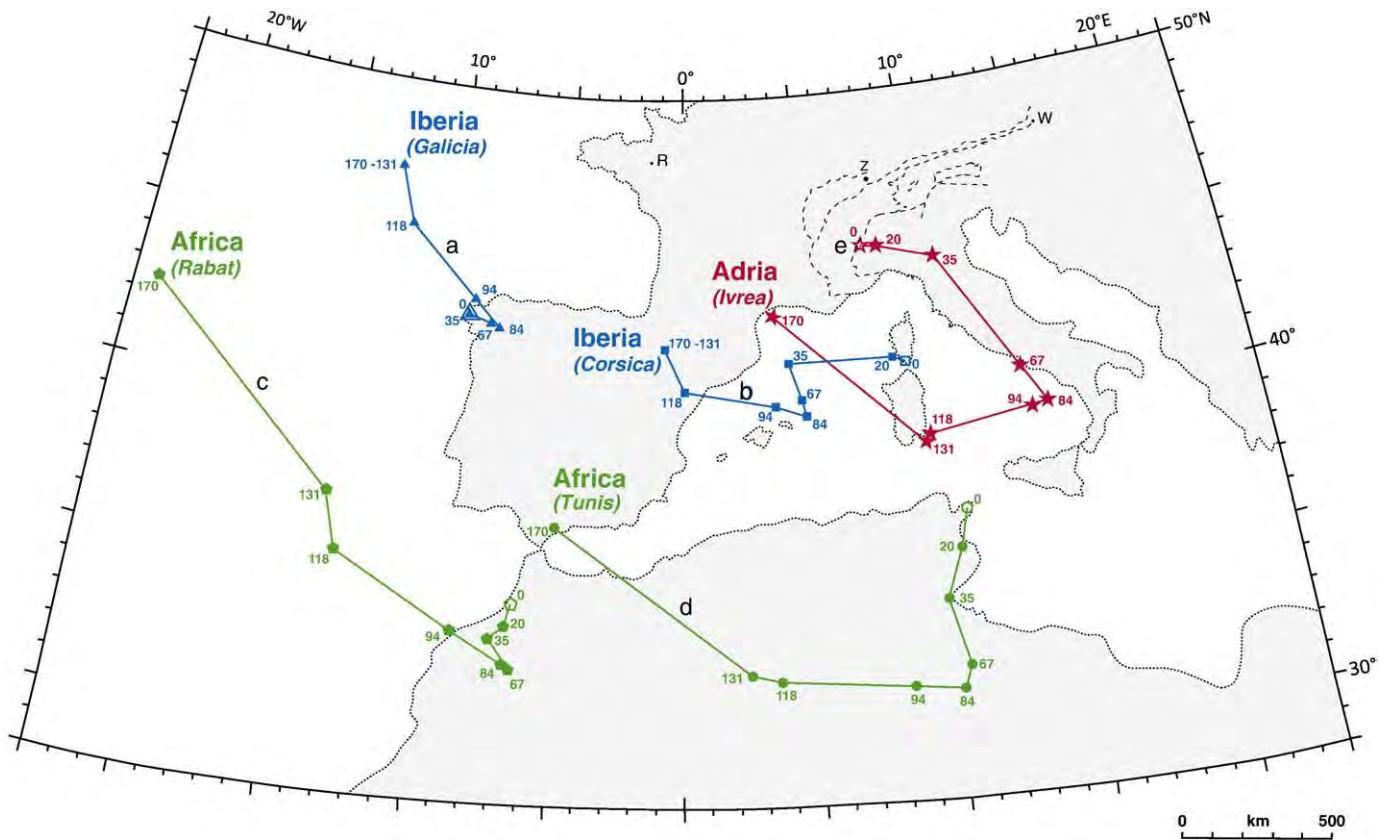 20°W
10°
0°
10°
20°E
50°N
Iberia
(Galicia)
170 -131
118
a
94
0
35
67
84
W
Z
R
Africa
(Rabat)
170
c
131
118
94
84
67
35
20
0
Adria
(Ivrea)
170
e
0
20
35
67
94
84
118
131
Iberia
(Corsica)
170 -131
118
b
94
84
67
35
20
0
40°
Africa
(Tunis)
170
d
131
118
94
84
67
35
20
0
30°
0 km 500